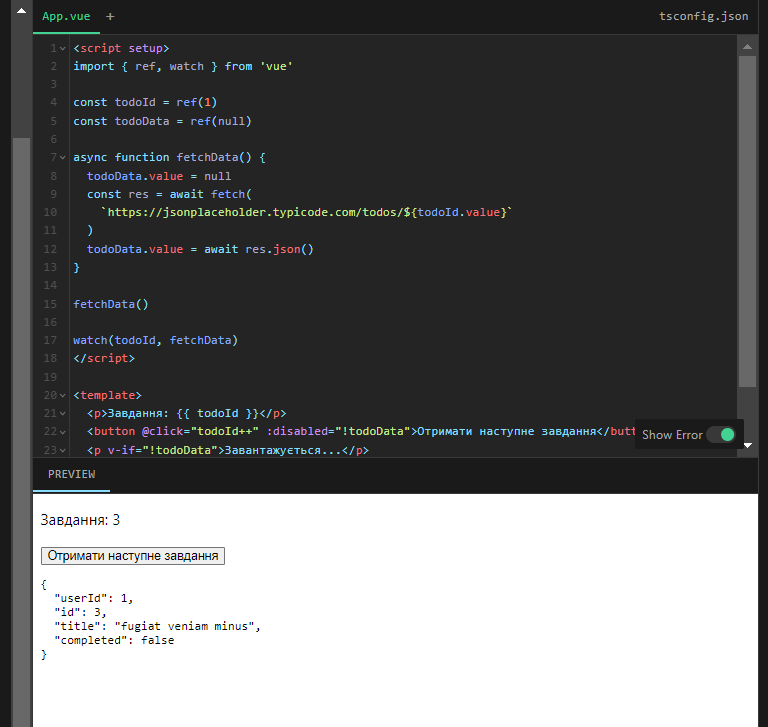 App.vue + tsconfig.json
1 <script setup>
2 import { ref, watch } from 'vue'
3
4 const todoId = ref(1)
5 const todoData = ref(null)
6
7 async function fetchData() {
8   todoData.value = null
9   const res = await fetch(
10     `https://jsonplaceholder.typicode.com/todos/${todoId.value}`
11   )
12   todoData.value = await res.json()
13 }
14
15 fetchData()
16
17 watch(todoId, fetchData)
18 </script>
19
20 <template>
21   <p>Завдання: {{ todoId }}</p>
22   <button @click="todoId++" :disabled="!todoData">Отримати наступне завдання</butt
Show Error
23   <p v-if="!todoData">Завантажується...</p>
PREVIEW
Завдання: 3
Отримати наступне завдання
{
  "userId": 1,
  "id": 3,
  "title": "fugiat veniam minus",
  "completed": false
}